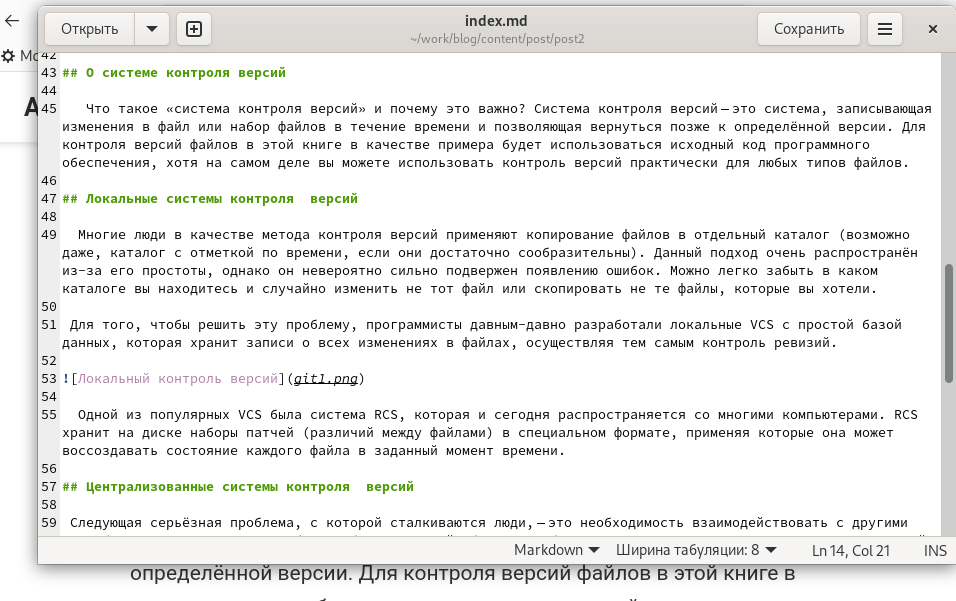 Открыть
index.md
~/work/blog/content/post/post2
Сохранить
42
43 ## О системе контроля версий
44
45    Что такое «система контроля версий» и почему это важно? Система контроля версий — это система, записывающая
изменения в файл или набор файлов в течение времени и позволяющая вернуться позже к определённой версии. Для
контроля версий файлов в этой книге в качестве примера будет использоваться исходный код программного
обеспечения, хотя на самом деле вы можете использовать контроль версий практически для любых типов файлов.
46
47 ## Локальные системы контроля  версий
48
49   Многие люди в качестве метода контроля версий применяют копирование файлов в отдельный каталог (возможно
даже, каталог с отметкой по времени, если они достаточно сообразительны). Данный подход очень распространён
из-за его простоты, однако он невероятно сильно подвержен появлению ошибок. Можно легко забыть в каком
каталоге вы находитесь и случайно изменить не тот файл или скопировать не те файлы, которые вы хотели.
50
51  Для того, чтобы решить эту проблему, программисты давным-давно разработали локальные VCS с простой базой
данных, которая хранит записи о всех изменениях в файлах, осуществляя тем самым контроль ревизий.
52
53 ![Локальный контроль версий](git1.png)
54
55   Одной из популярных VCS была система RCS, которая и сегодня распространяется со многими компьютерами. RCS
хранит на диске наборы патчей (различий между файлами) в специальном формате, применяя которые она может
воссоздавать состояние каждого файла в заданный момент времени.
56
57 ## Централизованные системы контроля  версий
58
59  Следующая серьёзная проблема, с которой сталкиваются люди, — это необходимость взаимодействовать с другими
Markdown
Ширина табуляции: 8
Ln 14, Col 21
INS
определённой версии. Для контроля версий файлов в этой книге в